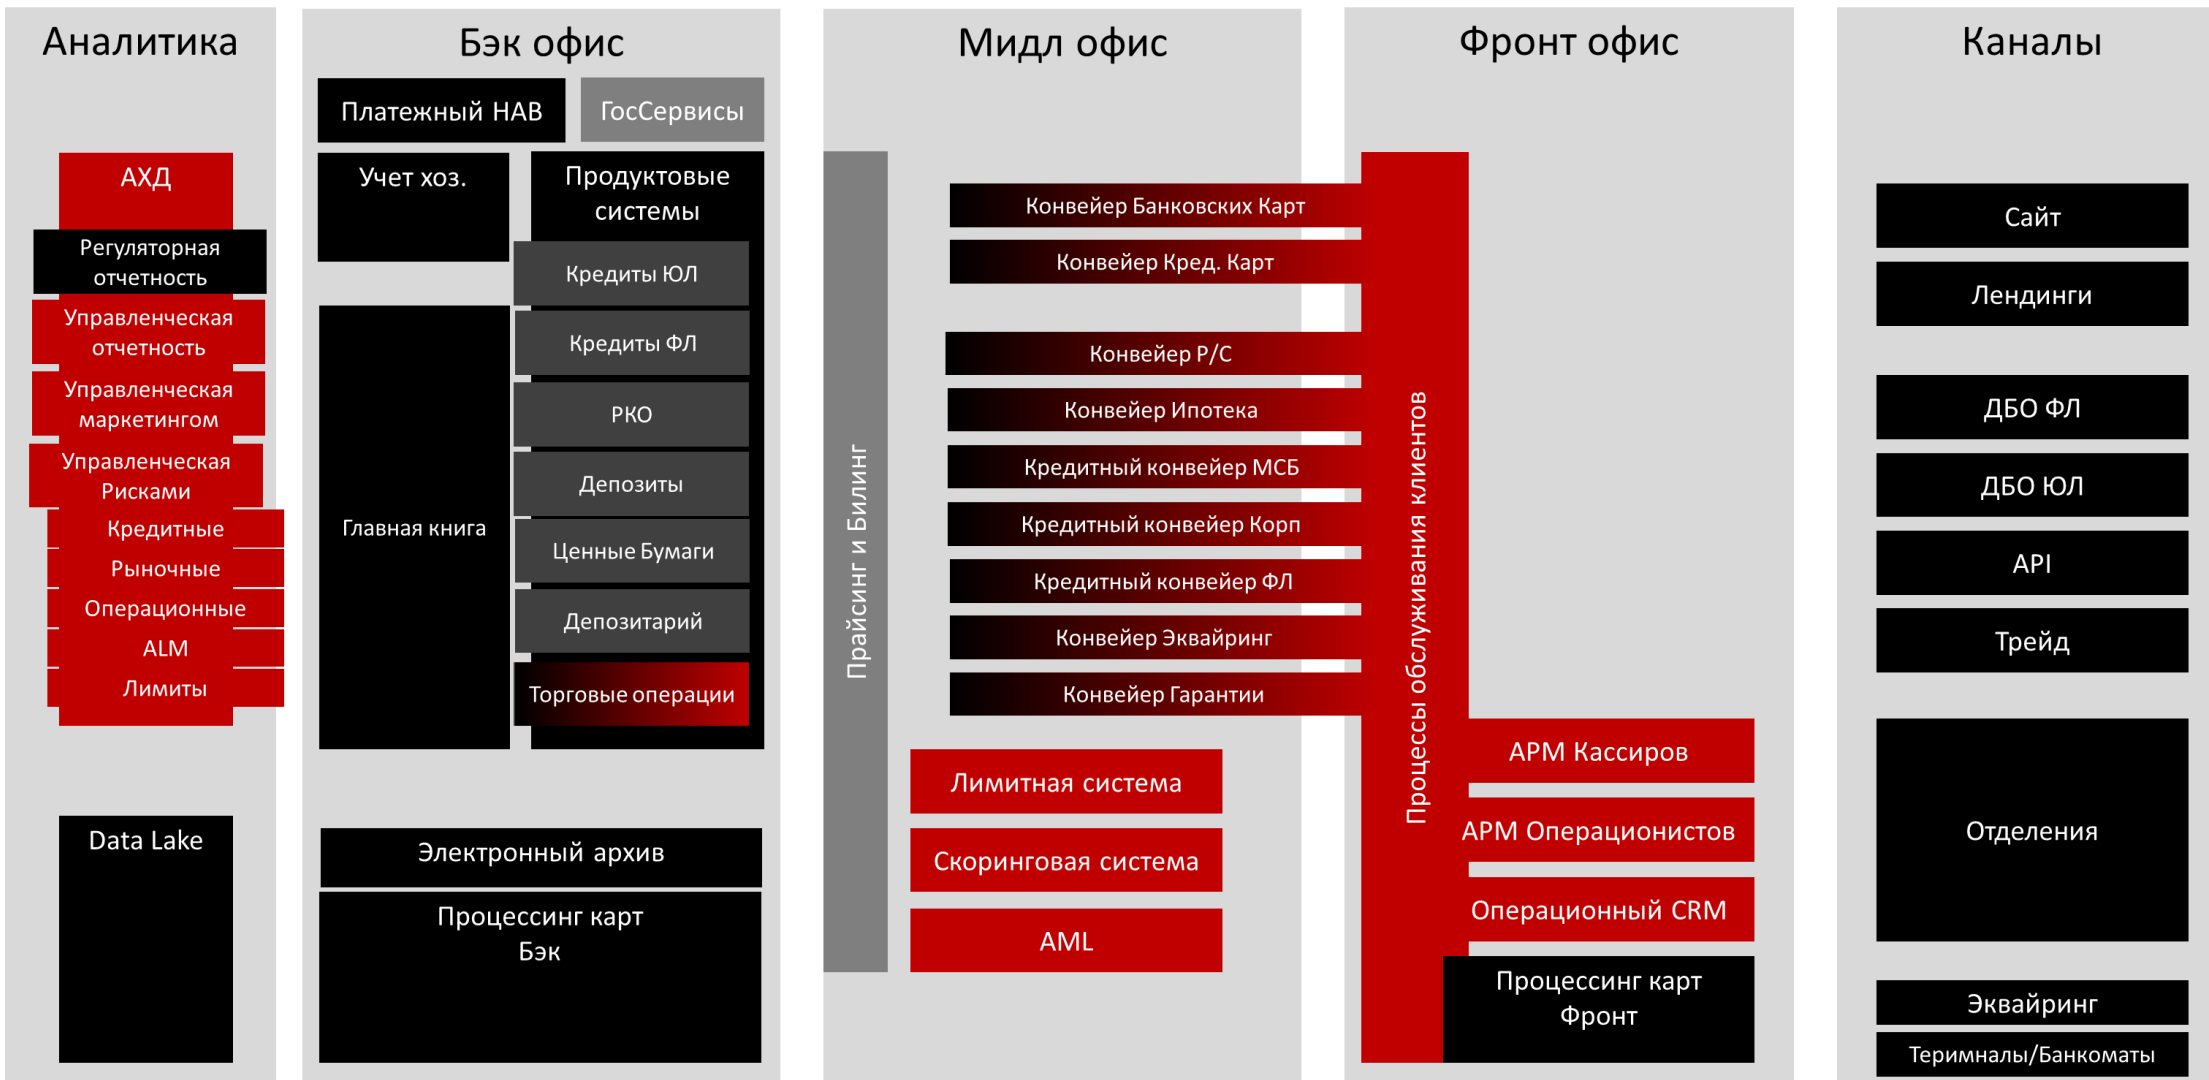 Аналитика
АХД
Регуляторная
отчетность
Управленческая
отчетность
Управленческая
маркетингом
Управленческая
Рисками
Кредитные
Рыночные
Операционные
ALM
Лимиты
Data Lake
Бэк офис
Платежный НАВ
ГосСервисы
Учет хоз.
Главная книга
Продуктовые
системы
Кредиты ЮЛ
Кредиты ФЛ
РКО
Депозиты
Ценные Бумаги
Депозитарий
Торговые операции
Электронный архив
Процессинг карт
Бэк
Мидл офис
Прайсинг и Билинг
Конвейер Банковских Карт
Конвейер Кред. Карт
Конвейер Р/С
Конвейер Ипотека
Кредитный конвейер МСБ
Кредитный конвейер Корп
Кредитный конвейер ФЛ
Конвейер Эквайринг
Конвейер Гарантии
Лимитная система
Скоринговая система
AML
Фронт офис
Процессы обслуживания клиентов
АРМ Кассиров
АРМ Операционистов
Операционный CRM
Процессинг карт
Фронт
Каналы
Сайт
Лендинги
ДБО ФЛ
ДБО ЮЛ
API
Трейд
Отделения
Эквайринг
Теримналы/Банкоматы